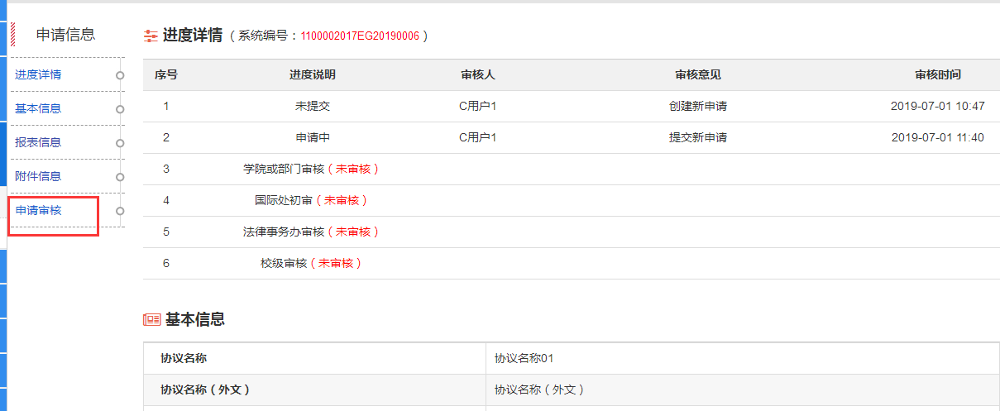 申请信息
进度详情
基本信息
报表信息
附件信息
申请审核
进度详情 （系统编号：1100002017EG20190006 ）
序号 进度说明 审核人 审核意见 审核时间
1 未提交 C用户1 创建新申请 2019-07-01 10:47
2 申请中 C用户1 提交新申请 2019-07-01 11:40
3 学院或部门审核（未审核）
4 国际处初审（未审核）
5 法律事务办审核（未审核）
6 校级审核（未审核）
基本信息
协议名称 协议名称01
协议名称（外文） 协议名称（外文）